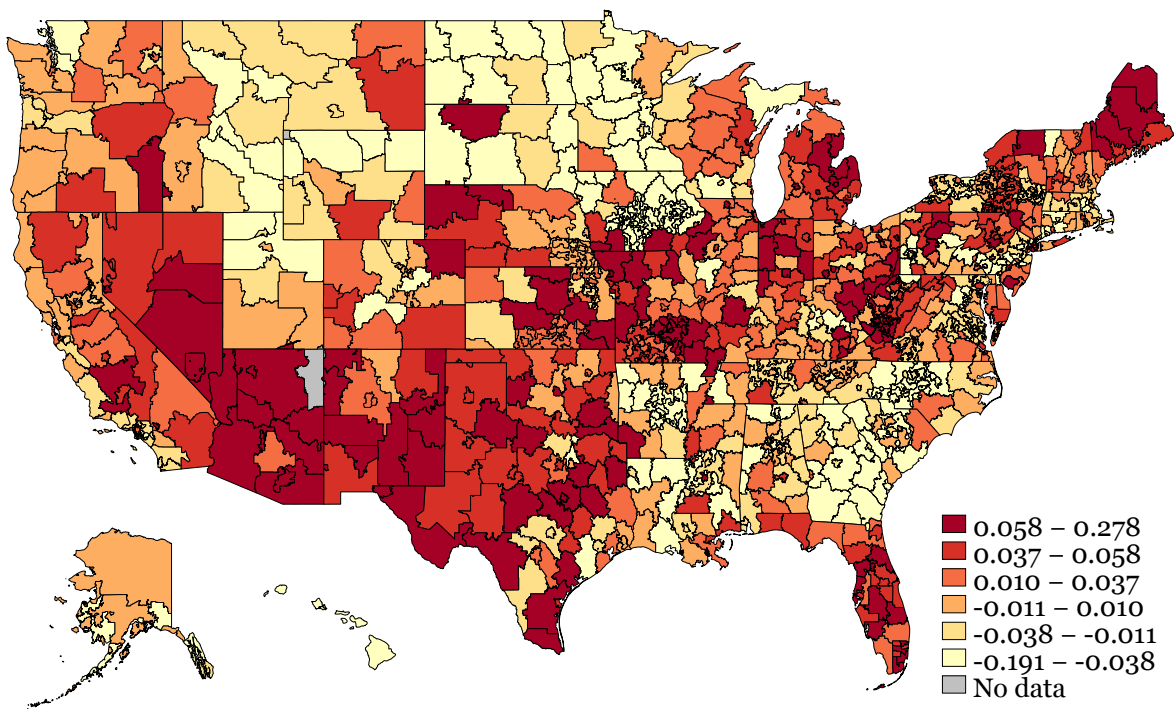 0.058 – 0.278
0.037 – 0.058
0.010 – 0.037
-0.011 – 0.010
-0.038 – -0.011
-0.191 – -0.038
No data